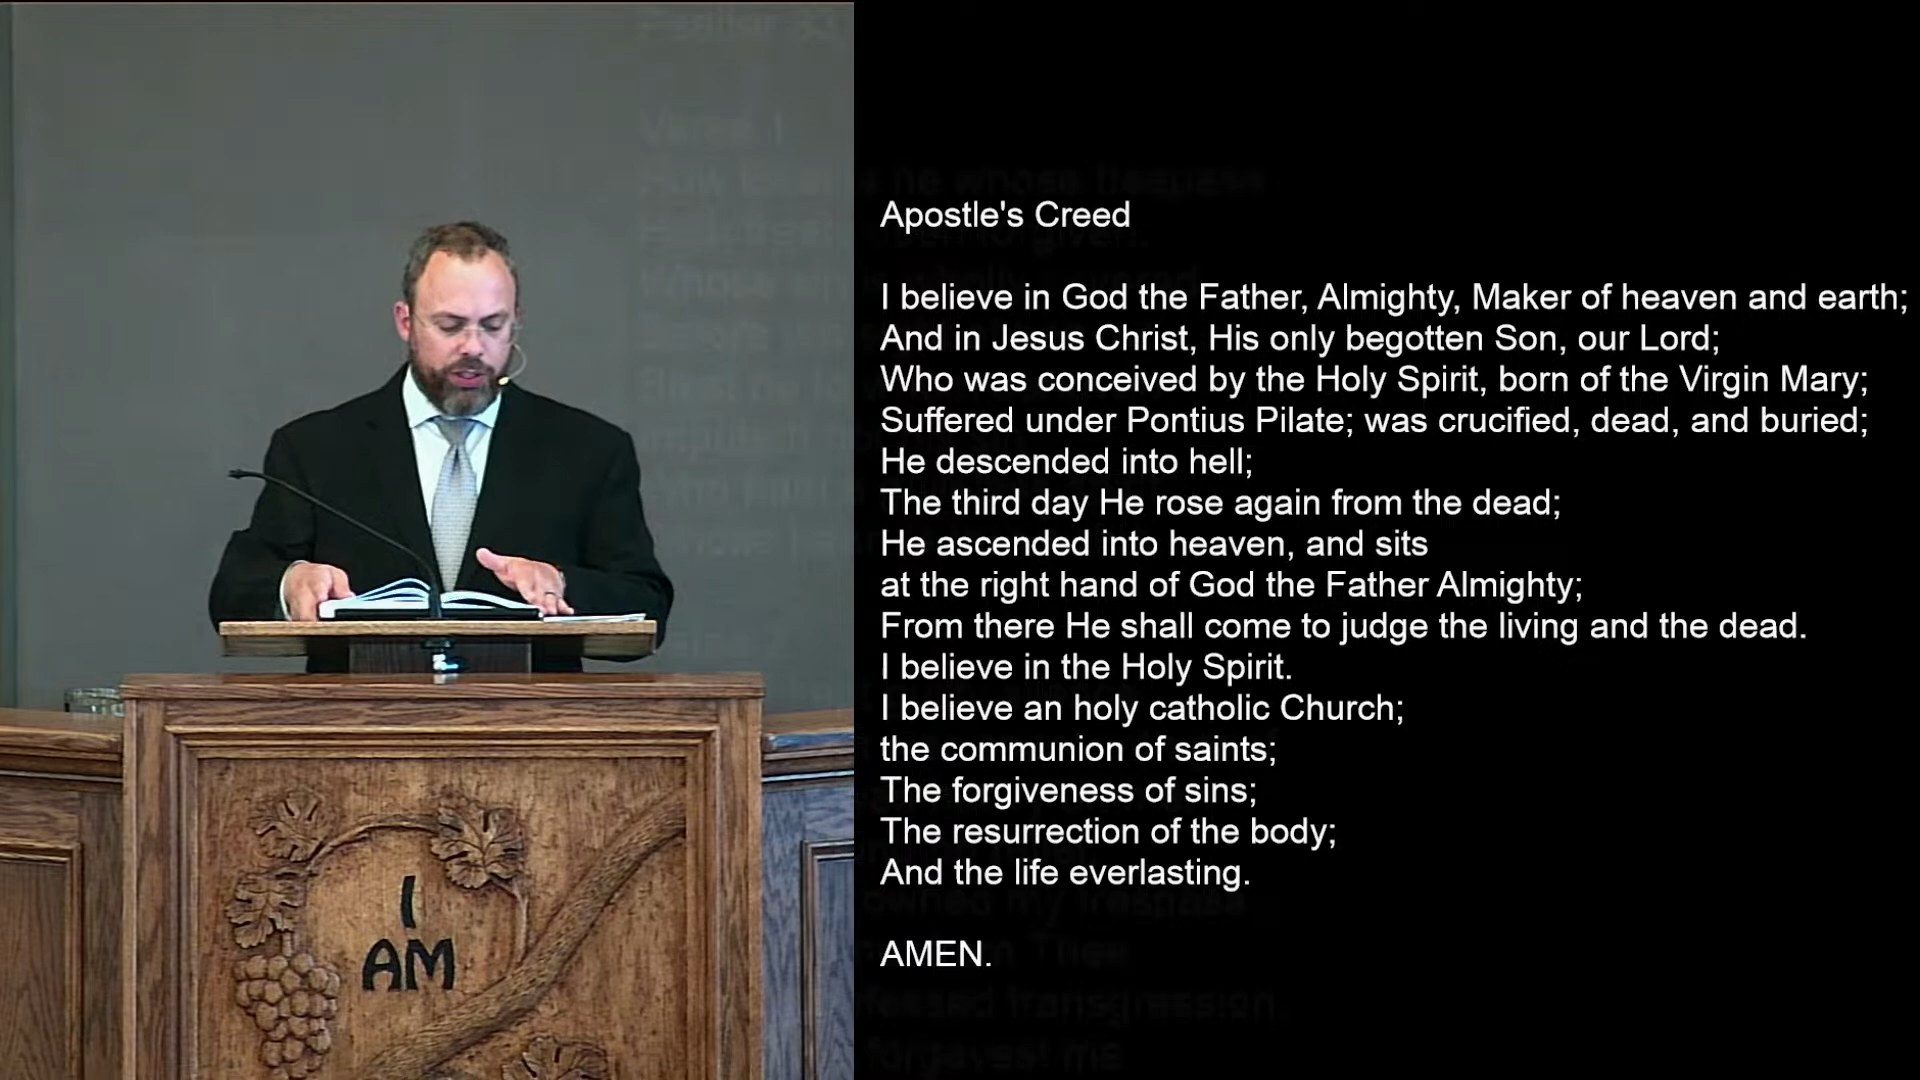 Apostle's Creed
I believe in God the Father, Almighty, Maker of heaven and earth;
And in Jesus Christ, His only begotten Son, our Lord;
Who was conceived by the Holy Spirit, born of the Virgin Mary;
Suffered under Pontius Pilate; was crucified, dead, and buried;
He descended into hell;
The third day He rose again from the dead;
He ascended into heaven, and sits
at the right hand of God the Father Almighty;
From there He shall come to judge the living and the dead.
I believe in the Holy Spirit.
I believe an holy catholic Church;
the communion of saints;
The forgiveness of sins;
The resurrection of the body;
And the life everlasting.
AMEN.
I
AM